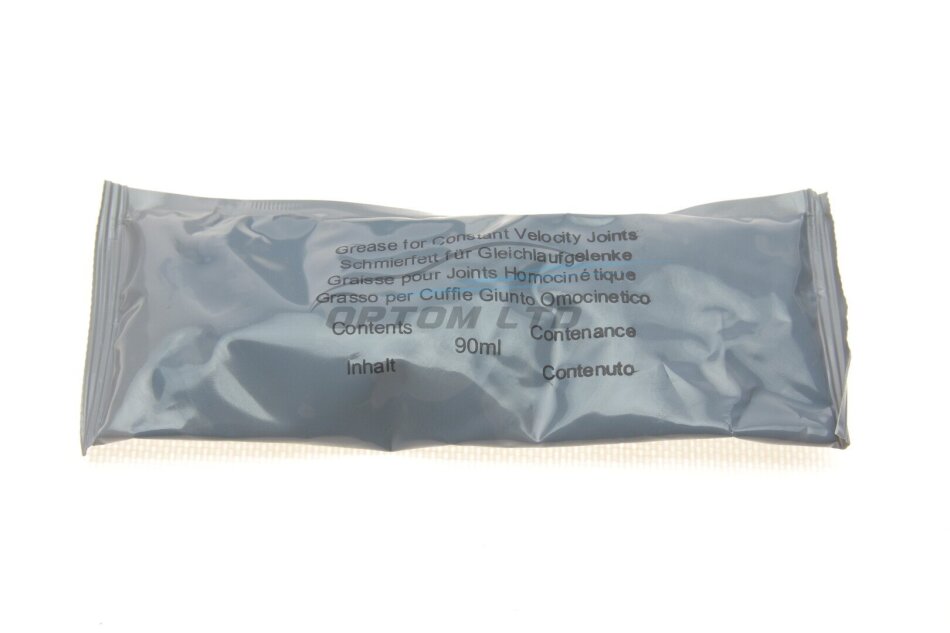 Grease for Constant Velocity Joints
Schmierfett für Gleichlaufgelenke
Graisse pour Joints Homocinétique
Grasso per Cuffie Giunto Omocinetico
OPTOM LTD
Contents Contenance
90ml
Inhalt Contenuto